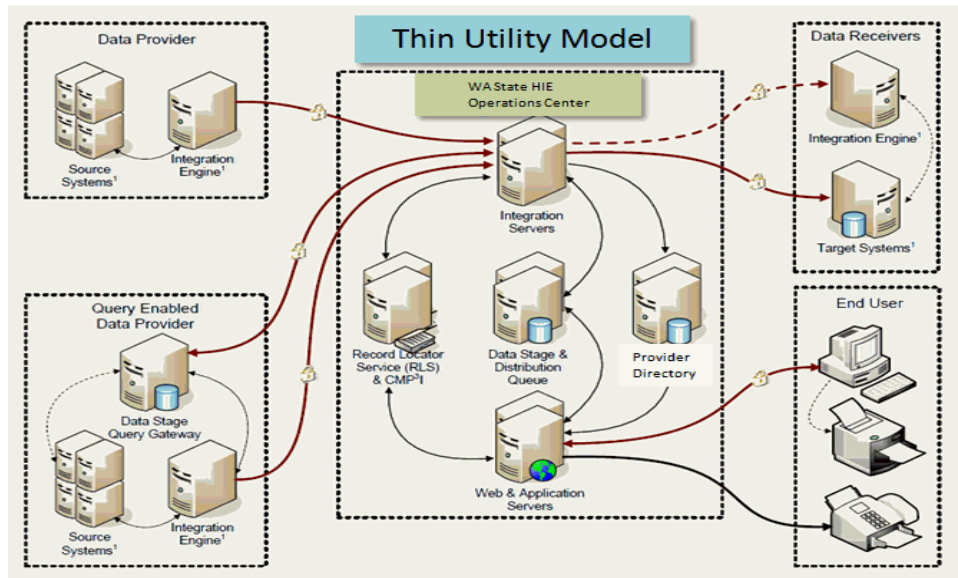 Thin Utility Model
Data Provider
Source
Systems¹
Integration
Engine¹
WA State HIE
Operations Center
Integration
Servers
Record Locator
Service (RLS)
& CMP³I
Data Stage &
Distribution
Queue
Provider
Directory
Web & Application
Servers
Data Receivers
Integration Engine¹
Target Systems¹
Query Enabled
Data Provider
Data Stage
Query Gateway
Source
Systems¹
Integration
Engine¹
End User